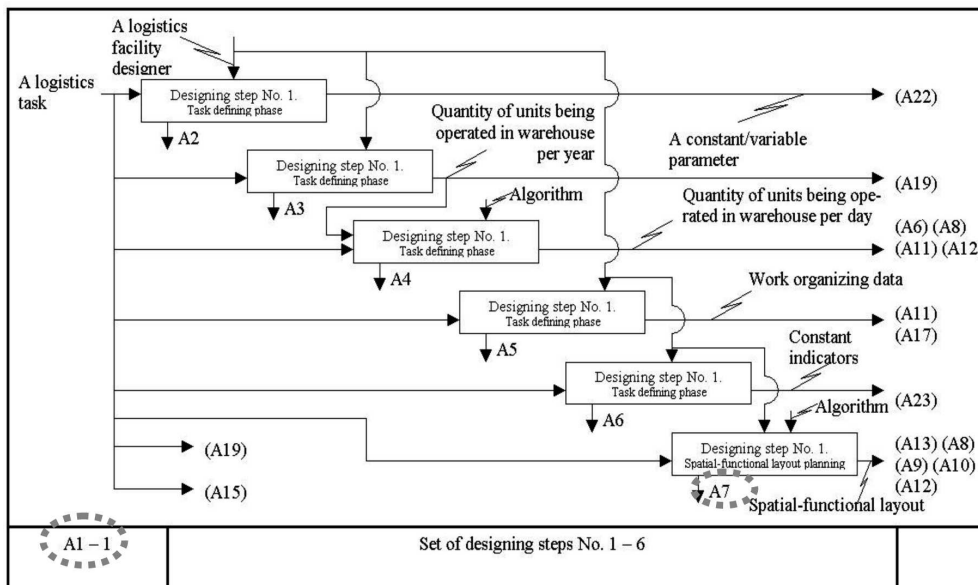 A logistics
facility
designer
A logistics
task
Designing step No. 1.
Task defining phase
A2
(A22)
Quantity of units being
operated in warehouse
per year
A constant/variable
parameter
Designing step No. 1.
Task defining phase
A3
(A19)
Algorithm
Quantity of units being ope-
rated in warehouse per day
Designing step No. 1.
Task defining phase
A4
(A6) (A8)
(A11) (A12
Work organizing data
Designing step No. 1.
Task defining phase
A5
(A11)
(A17)
Constant
indicators
Designing step No. 1.
Task defining phase
A6
(A23)
Algorithm
Designing step No. 1.
Spatial-functional layout planning
A7
(A13) (A8)
(A9) (A10)
(A12)
Spatial-functional layout
(A19)
(A15)
A1 – 1
Set of designing steps No. 1 – 6